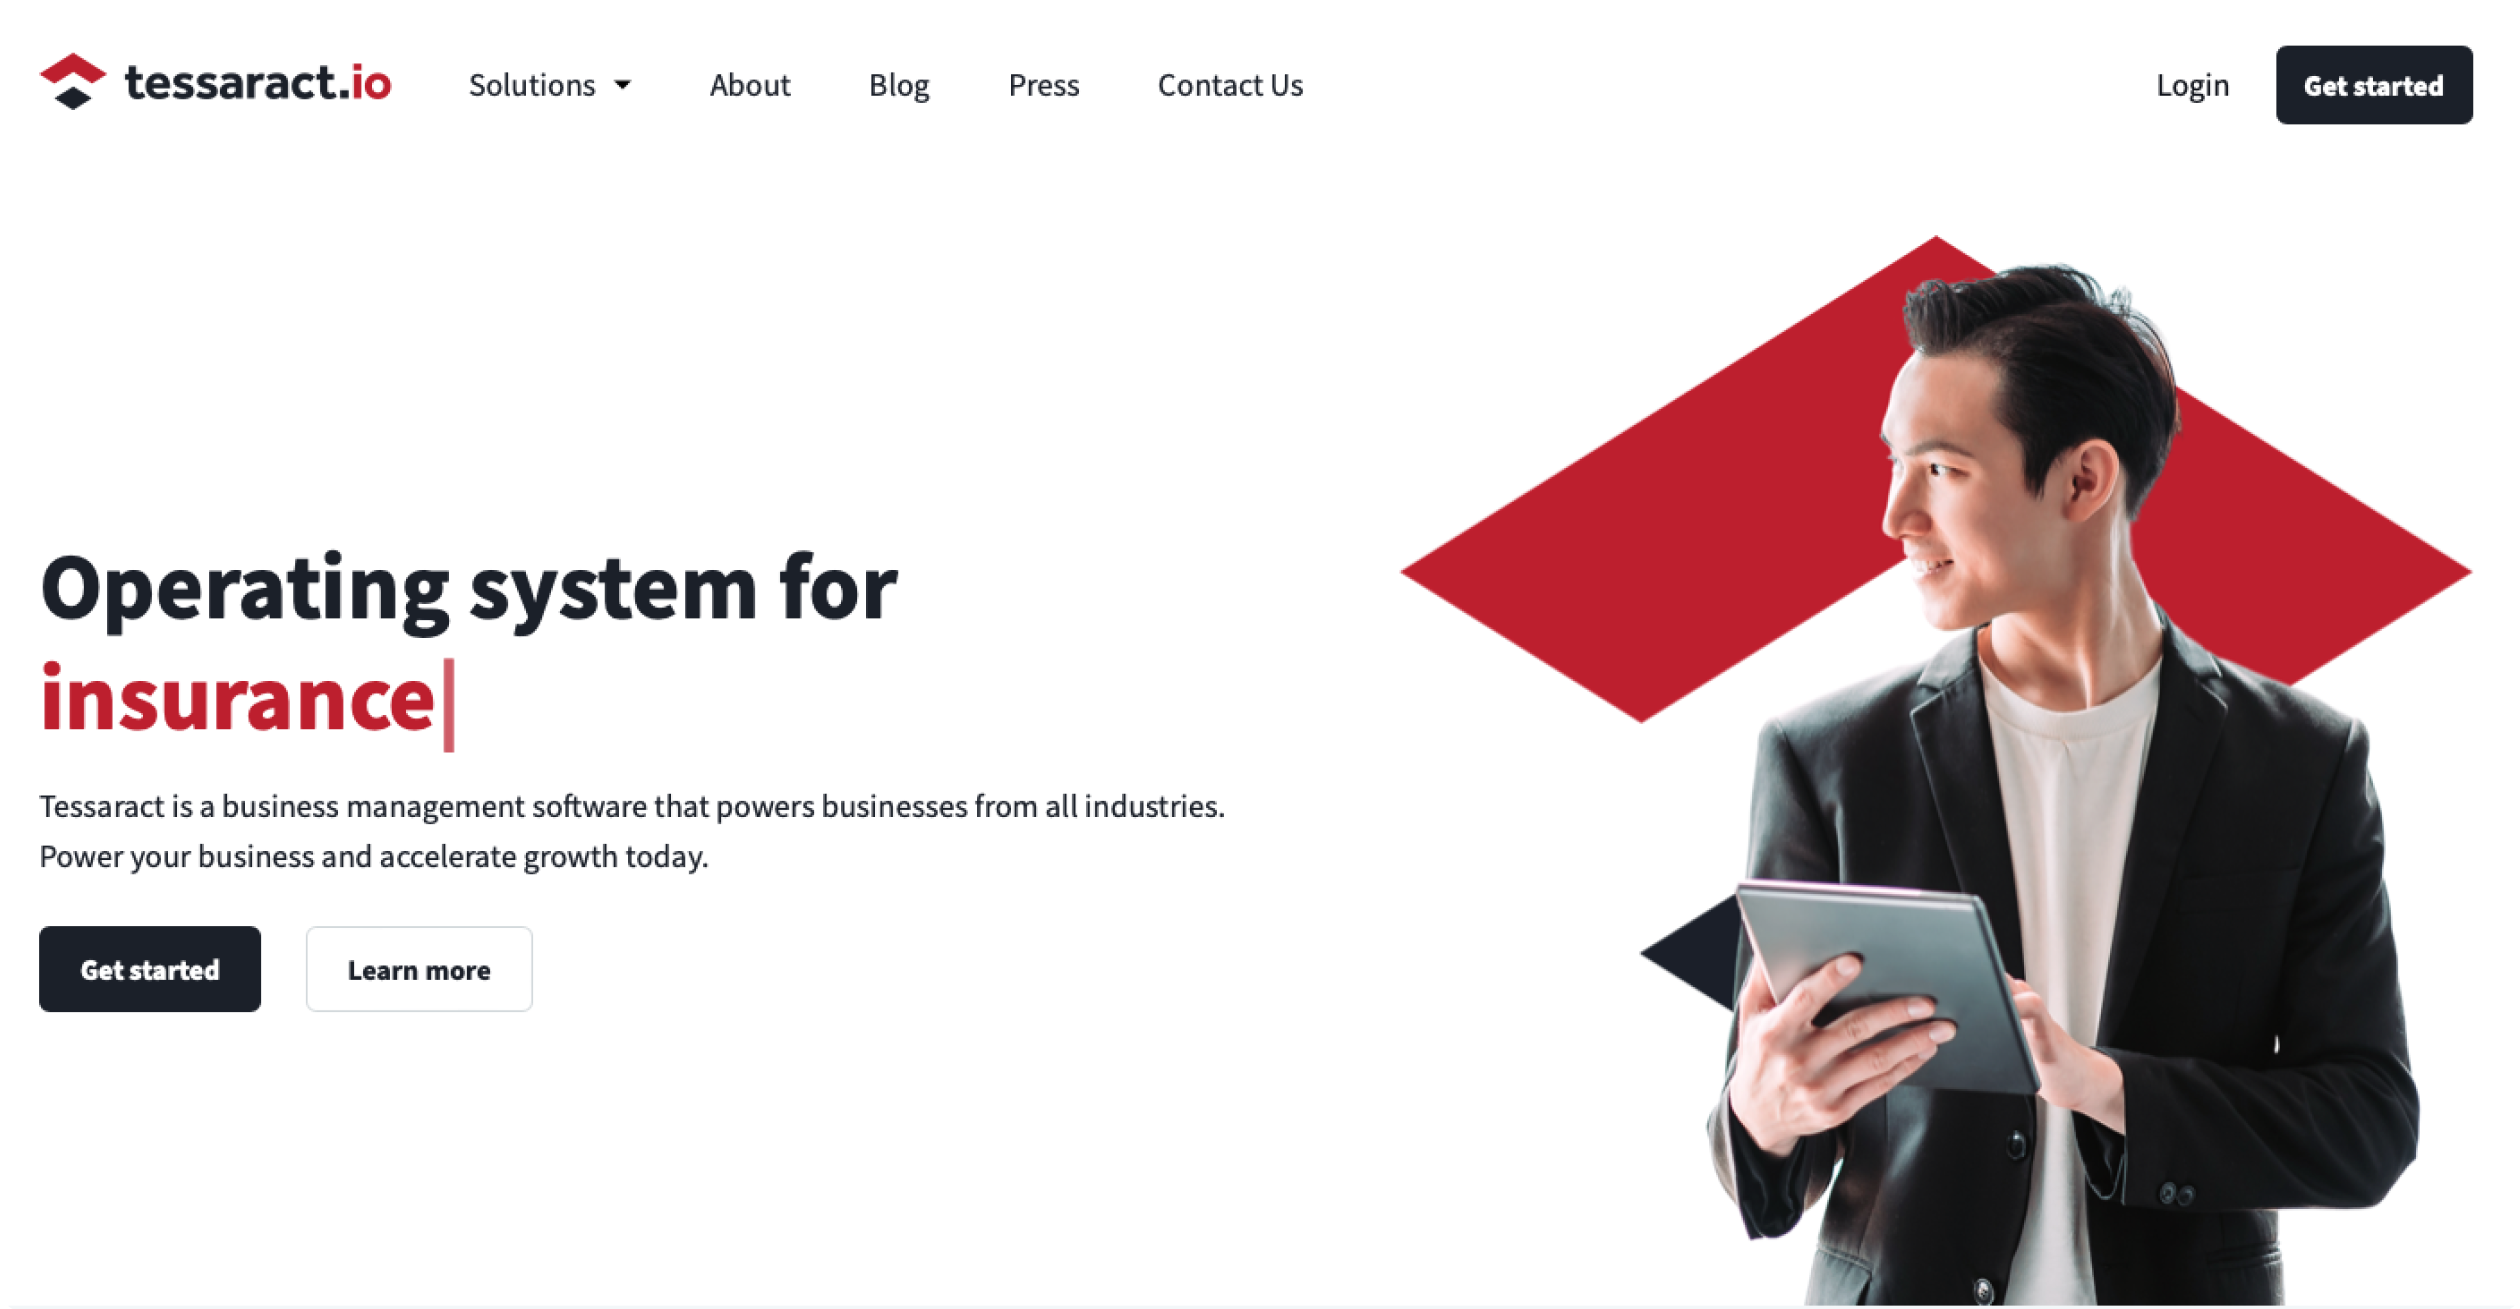 tessaract.io
Solutions
About
Blog
Press
Contact Us
Login
Get started
Operating system for
insurance
Tessaract is a business management software that powers businesses from all industries.
Power your business and accelerate growth today.
Get started
Learn more